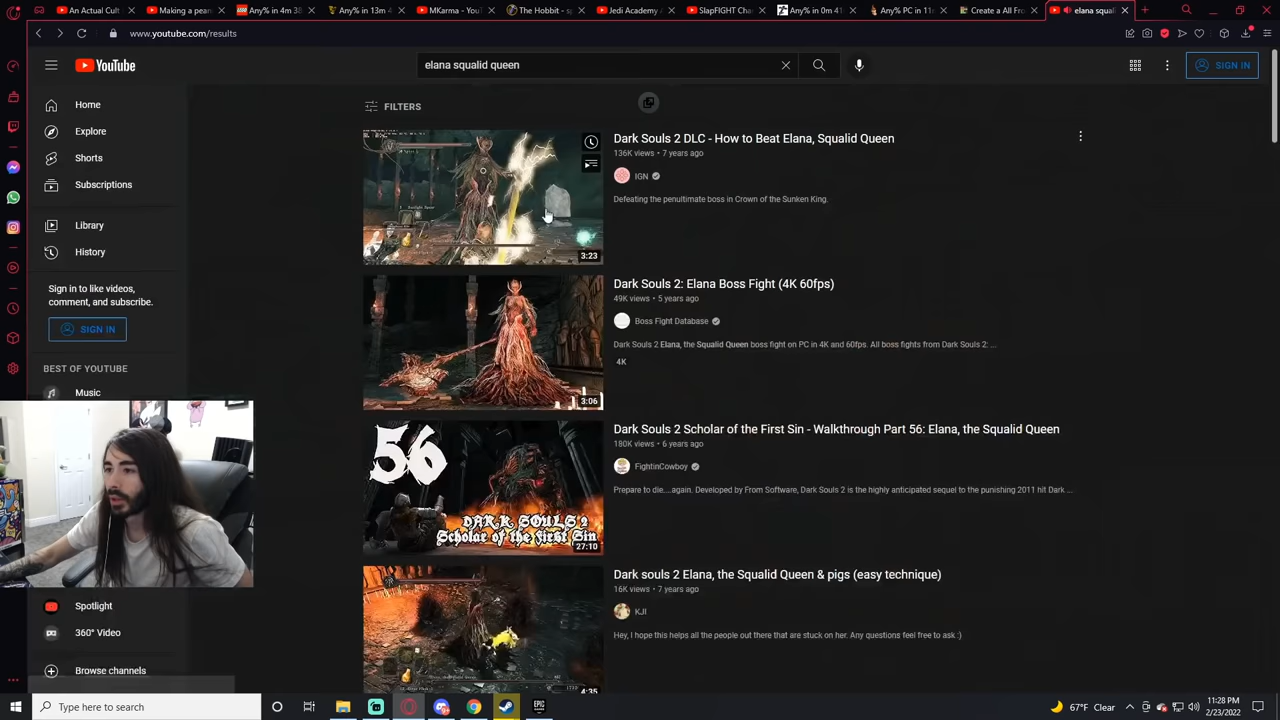 An Actual Cult
Making a pean
Any% in 4m 38
Any% in 13m 4
MKarma - You
The Hobbit - sp
Jedi Academy
SlapFIGHT Cha
Any% in 0m 41
Any% PC in 11
Create a All Fro
elana squali
www.youtube.com/results
YouTube
elana squalid queen
SIGN IN
Home
Explore
Shorts
Subscriptions
Library
History
Sign in to like videos,
comment, and subscribe.
SIGN IN
BEST OF YOUTUBE
Music
Spotlight
360° Video
Browse channels
FILTERS
3:23
Dark Souls 2 DLC - How to Beat Elana, Squalid Queen
136K views • 7 years ago
IGN
Defeating the penultimate boss in Crown of the Sunken King.
3:06
Dark Souls 2: Elana Boss Fight (4K 60fps)
49K views • 5 years ago
Boss Fight Database
Dark Souls 2 Elana, the Squalid Queen boss fight on PC in 4K and 60fps. All boss fights from Dark Souls 2: ...
4K
56
DARK SOULS 2
Scholar of the First Sin
27:10
Dark Souls 2 Scholar of the First Sin - Walkthrough Part 56: Elana, the Squalid Queen
180K views • 6 years ago
FightinCowboy
Prepare to die....again. Developed by From Software, Dark Souls 2 is the highly anticipated sequel to the punishing 2011 hit Dark ...
4:35
Dark souls 2 Elana, the Squalid Queen & pigs (easy technique)
16K views • 7 years ago
KJI
Hey, I hope this helps all the people out there that are stuck on her. Any questions feel free to ask :)
Type here to search
67°F Clear
11:28 PM
2/23/2022